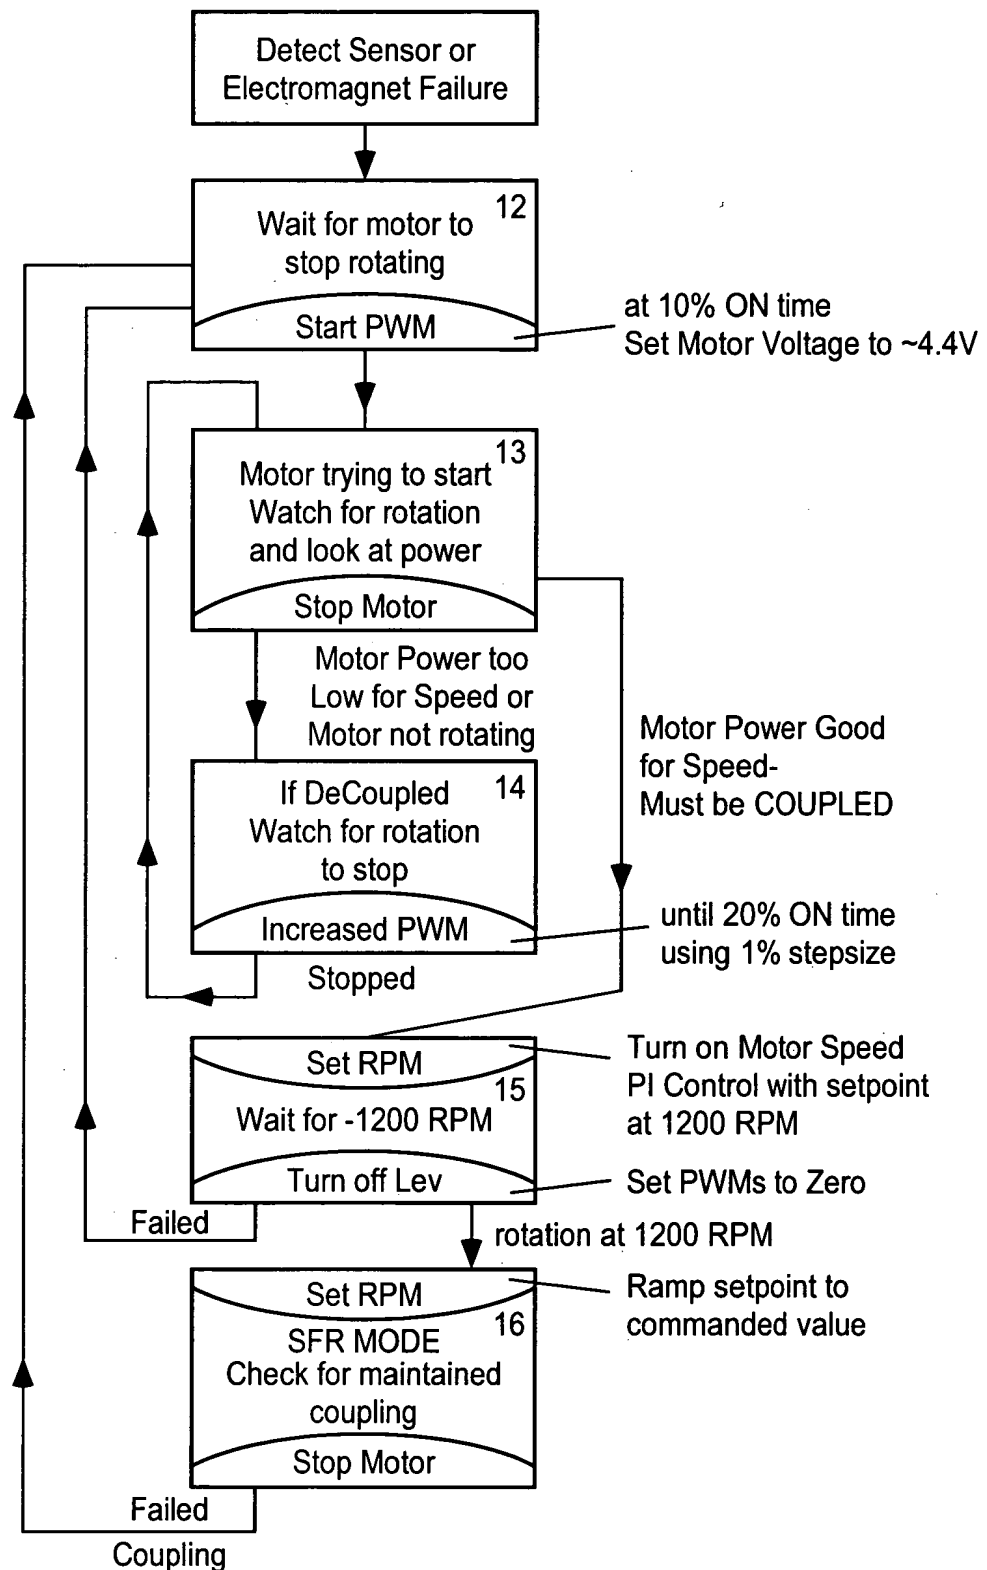 Detect Sensor or
Electromagnet Failure
12
Wait for motor to
stop rotating
Start PWM
at 10% ON time
Set Motor Voltage to ~4.4V
13
Motor trying to start
Watch for rotation
and look at power
Stop Motor
Motor Power too
Low for Speed or
Motor not rotating
Motor Power Good
for Speed-
Must be COUPLED
14
If DeCoupled
Watch for rotation
to stop
Increased PWM
until 20% ON time
using 1% stepsize
Stopped
Set RPM
Turn on Motor Speed
PI Control with setpoint
at 1200 RPM
15
Wait for -1200 RPM
Turn off Lev
Set PWMs to Zero
Failed
rotation at 1200 RPM
Set RPM
Ramp setpoint to
commanded value
16
SFR MODE
Check for maintained
coupling
Stop Motor
Failed
Coupling